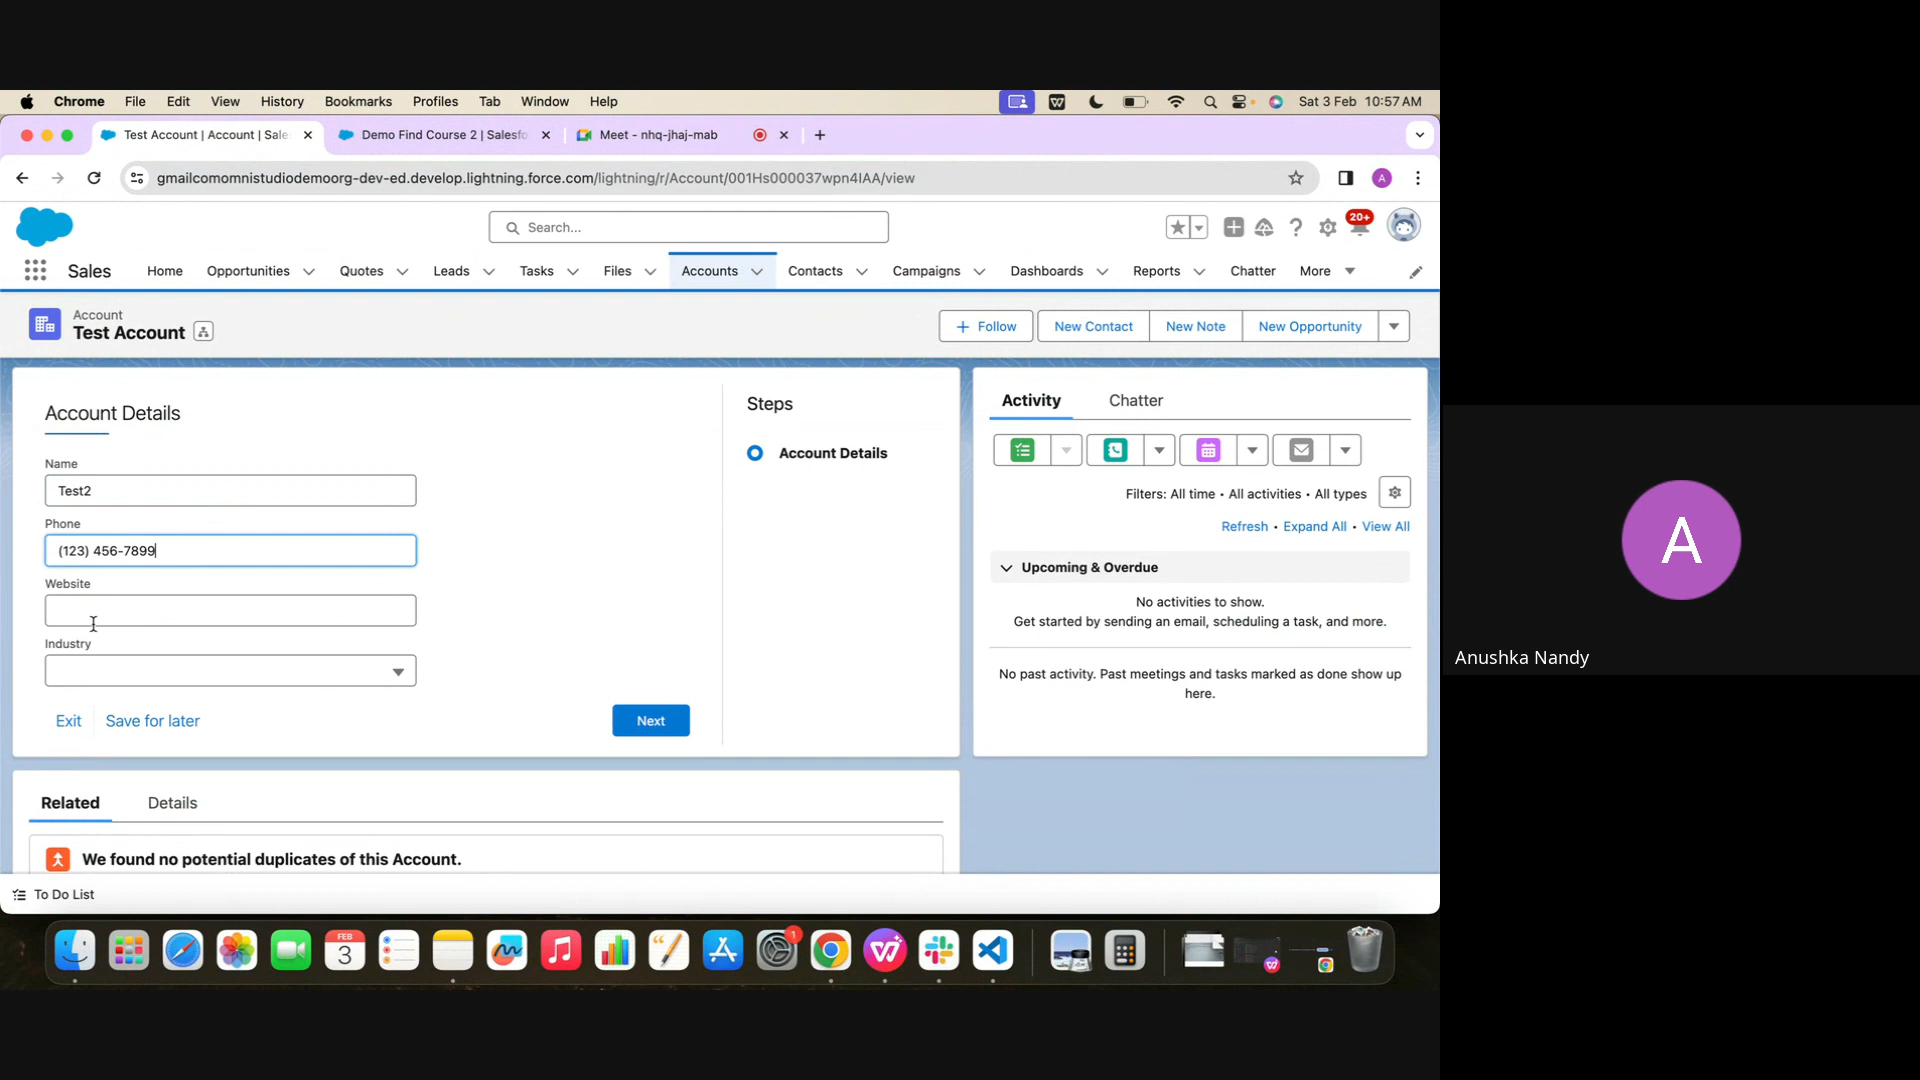 Chrome File Edit View History Bookmarks Profiles Tab Window Help Sat 3 Feb 10:57 AM
Test Account | Account | Sale Demo Find Course 2 | Salesfo Meet - nhq-jhaj-mab
gmailcomomnistudiodemoorg-dev-ed.develop.lightning.force.com/lightning/r/Account/001Hs000037wpn4IAA/view A
Search... 20+
Sales Home Opportunities Quotes Leads Tasks Files Accounts Contacts Campaigns Dashboards Reports Chatter More
Account
Test Account
Follow New Contact New Note New Opportunity
Account Details
Name
Test2
Phone
(123) 456-7899
Website
Industry
Exit Save for later Next
Steps
Account Details
Activity Chatter
Filters: All time • All activities • All types
Refresh • Expand All • View All
Upcoming & Overdue
No activities to show.
Get started by sending an email, scheduling a task, and more.
No past activity. Past meetings and tasks marked as done show up
here.
Related Details
We found no potential duplicates of this Account.
To Do List
FEB
3
1
A
Anushka Nandy